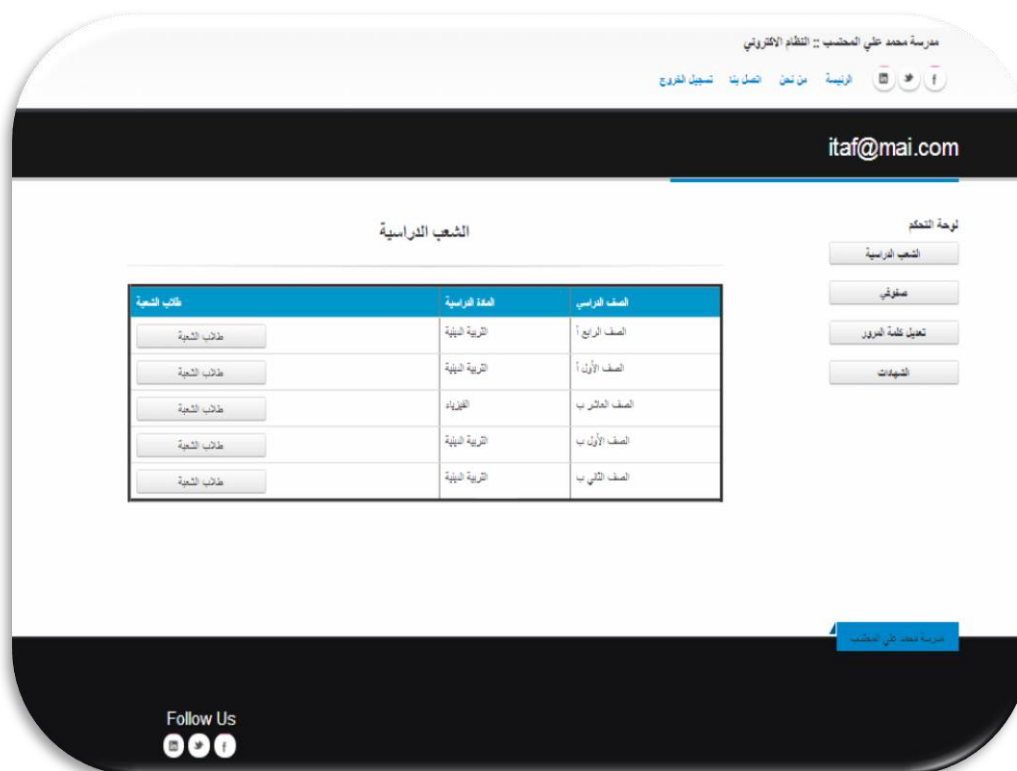 مدرسة محمد علي المحتسب :: النظام الاكتروني
الرئيسة من نحن اتصل بنا تسجيل الخروج
itaf@mai.com
لوحة التحكم
الشعب الدراسية
صفوفي
تعديل كلمة المرور
الشهادات
الشعب الدراسية
الصف الدراسي المادة الدراسية طلاب الشعبة
الصف الرابع أ التربية الدينية طلاب الشعبة
الصف الأول أ التربية الدينية طلاب الشعبة
الصف العاشر ب الفيزياء طلاب الشعبة
الصف الأول ب التربية الدينية طلاب الشعبة
الصف الثاني ب التربية الدينية طلاب الشعبة
مدرسة محمد علي المحتسب
Follow Us